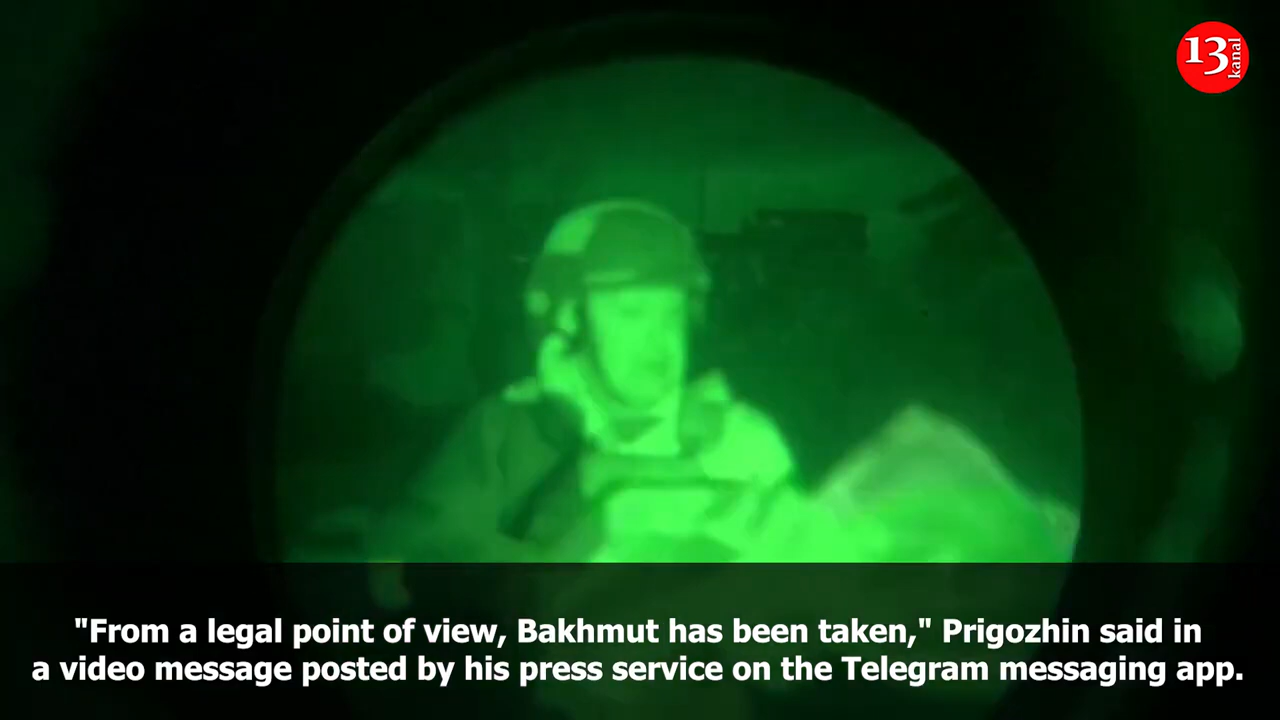 13
kanal
"From a legal point of view, Bakhmut has been taken," Prigozhin said in
a video message posted by his press service on the Telegram messaging app.